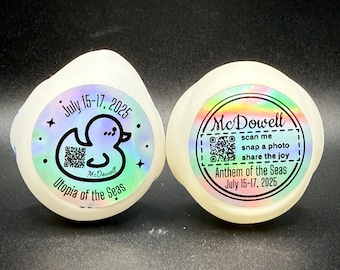 July 15-17, 2025
McDowell
Utopia of the Seas
McDowell
scan me
snap a photo
share the joy
Anthem of the Seas
July 15-17, 2025